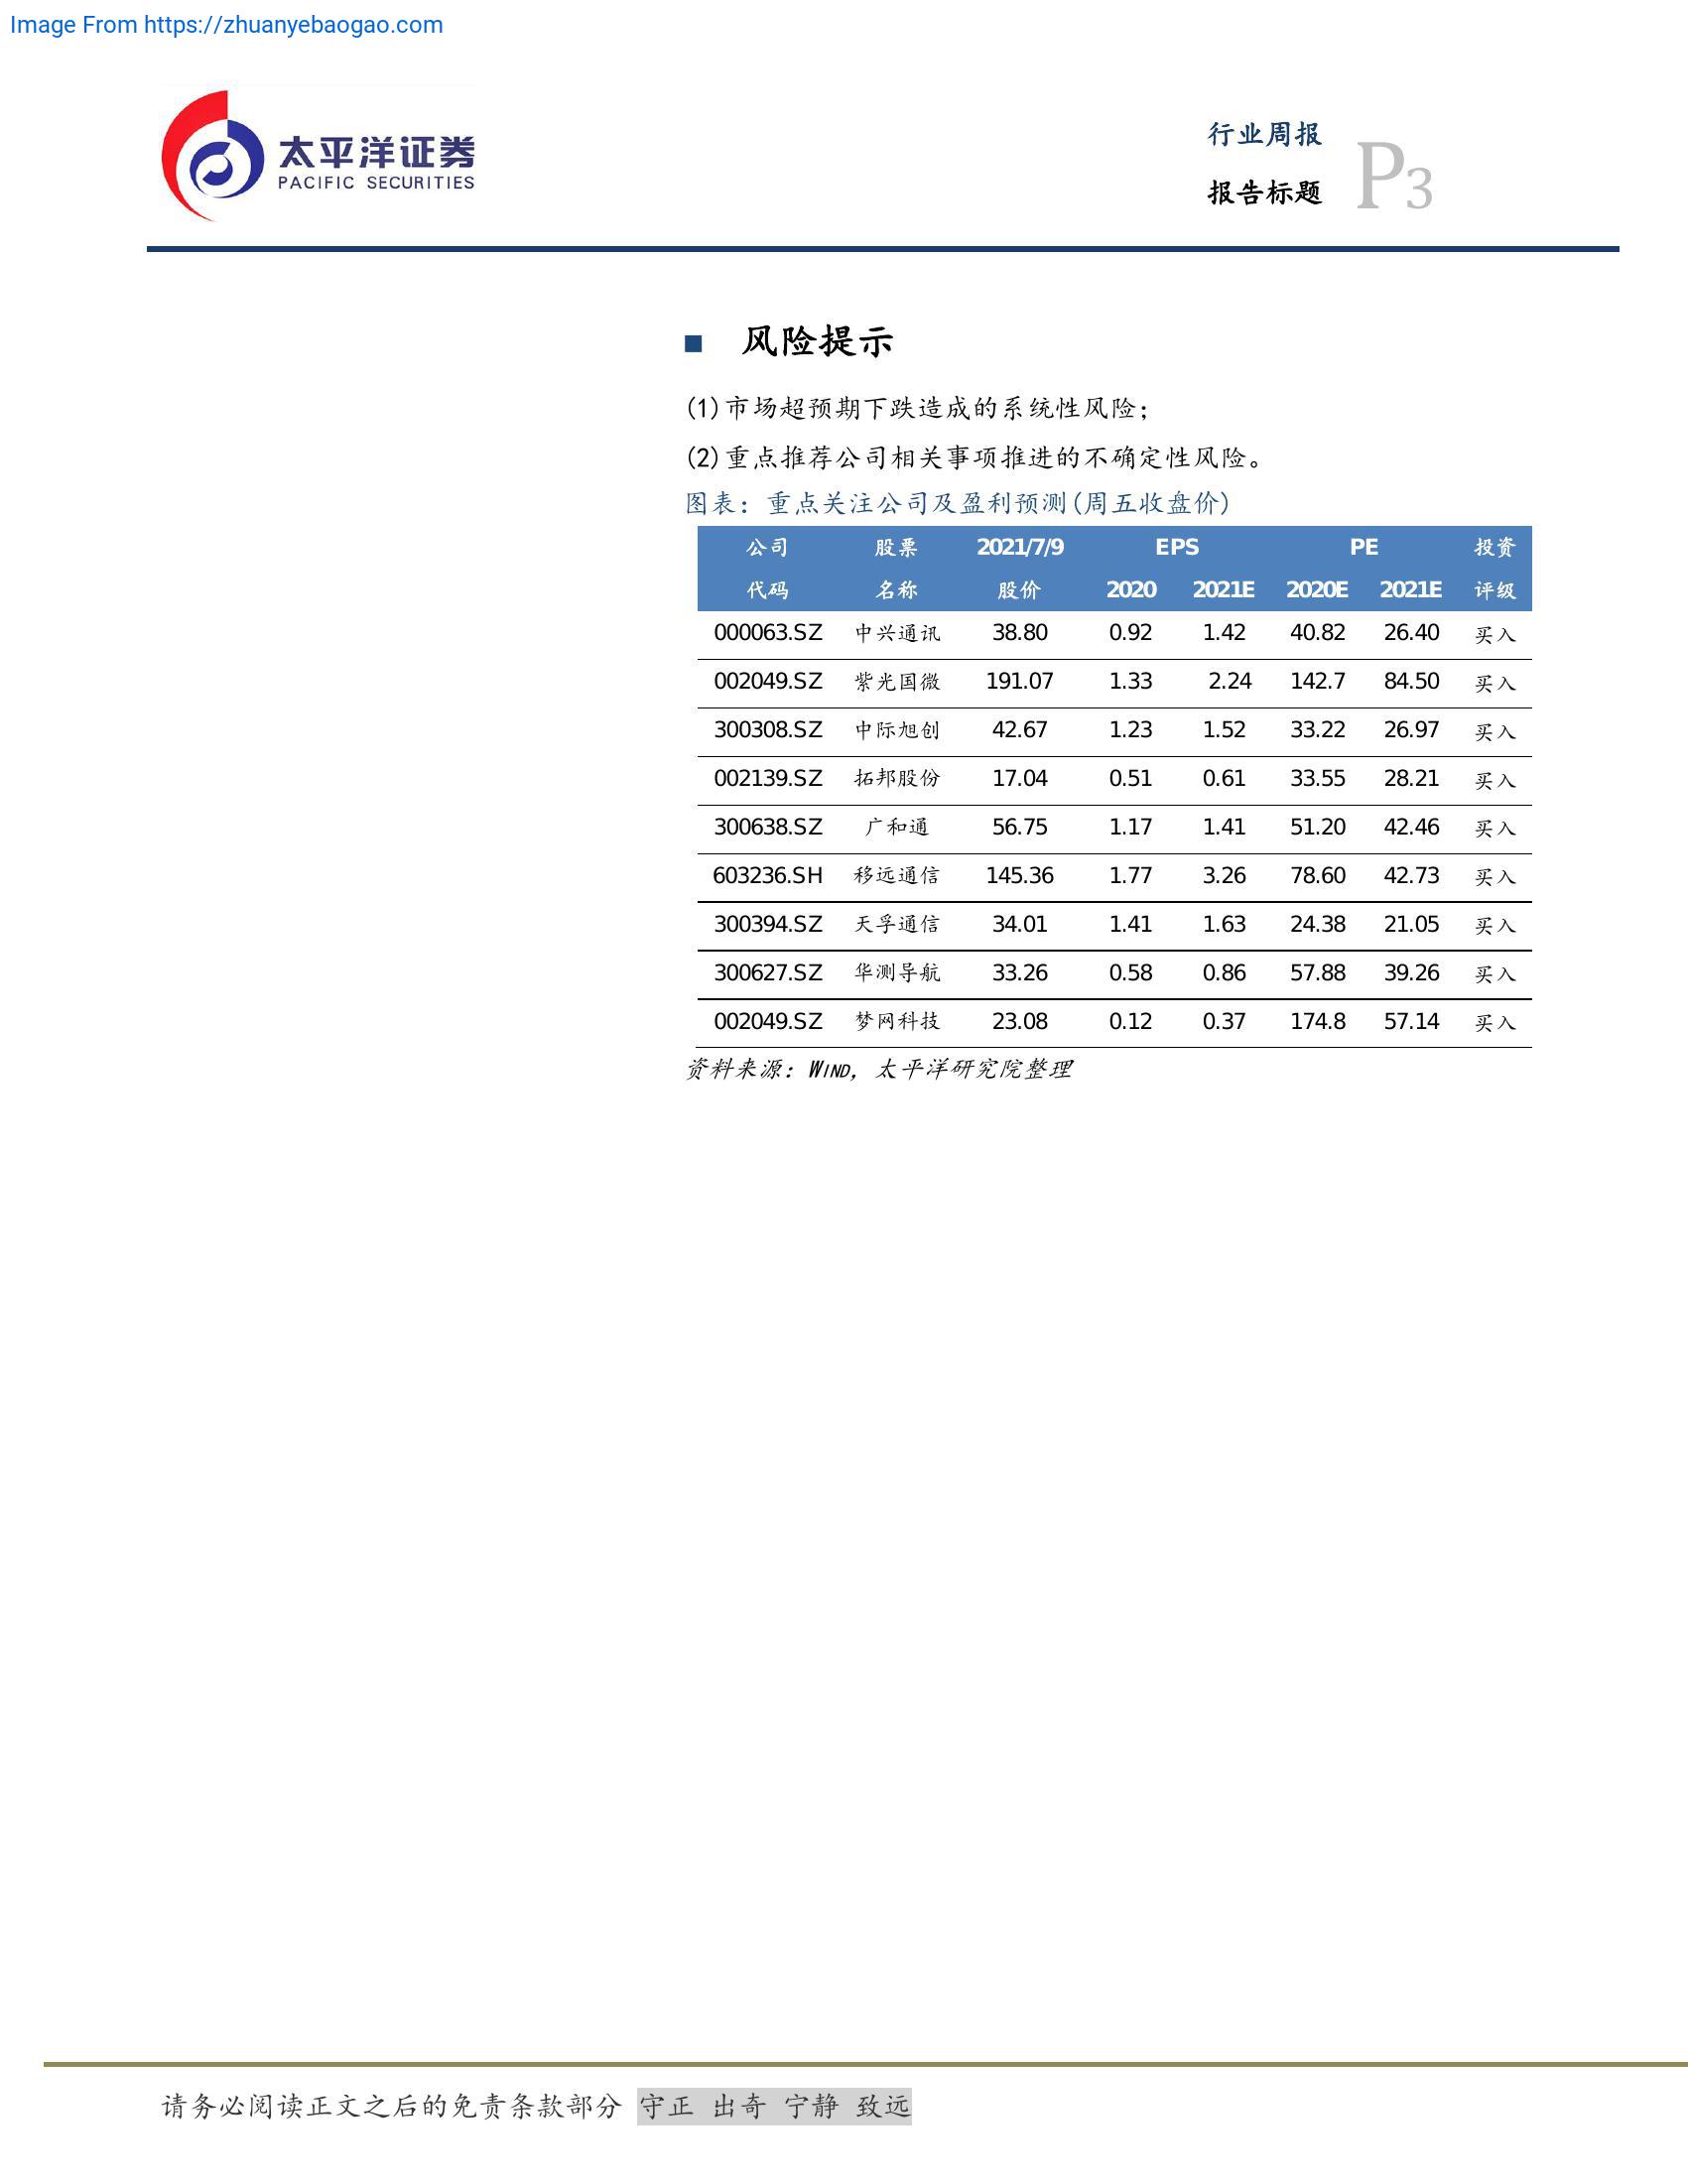 Image From https://zhuanyebaogao.com
太平洋证券
PACIFIC SECURITIES
行业周报
报告标题
P3
■ 风险提示
(1)市场超预期下跌造成的系统性风险；
(2)重点推荐公司相关事项推进的不确定性风险。
图表：重点关注公司及盈利预测(周五收盘价)
公司 股票 2021/7/9 EPS PE 投资
代码 名称 股价 2020 2021E 2020E 2021E 评级
000063.SZ 中兴通讯 38.80 0.92 1.42 40.82 26.40 买入
002049.SZ 紫光国微 191.07 1.33 2.24 142.7 84.50 买入
300308.SZ 中际旭创 42.67 1.23 1.52 33.22 26.97 买入
002139.SZ 拓邦股份 17.04 0.51 0.61 33.55 28.21 买入
300638.SZ 广和通 56.75 1.17 1.41 51.20 42.46 买入
603236.SH 移远通信 145.36 1.77 3.26 78.60 42.73 买入
300394.SZ 天孚通信 34.01 1.41 1.63 24.38 21.05 买入
300627.SZ 华测导航 33.26 0.58 0.86 57.88 39.26 买入
002049.SZ 梦网科技 23.08 0.12 0.37 174.8 57.14 买入
资料来源：WIND，太平洋研究院整理
请务必阅读正文之后的免责条款部分 守正 出奇 宁静 致远